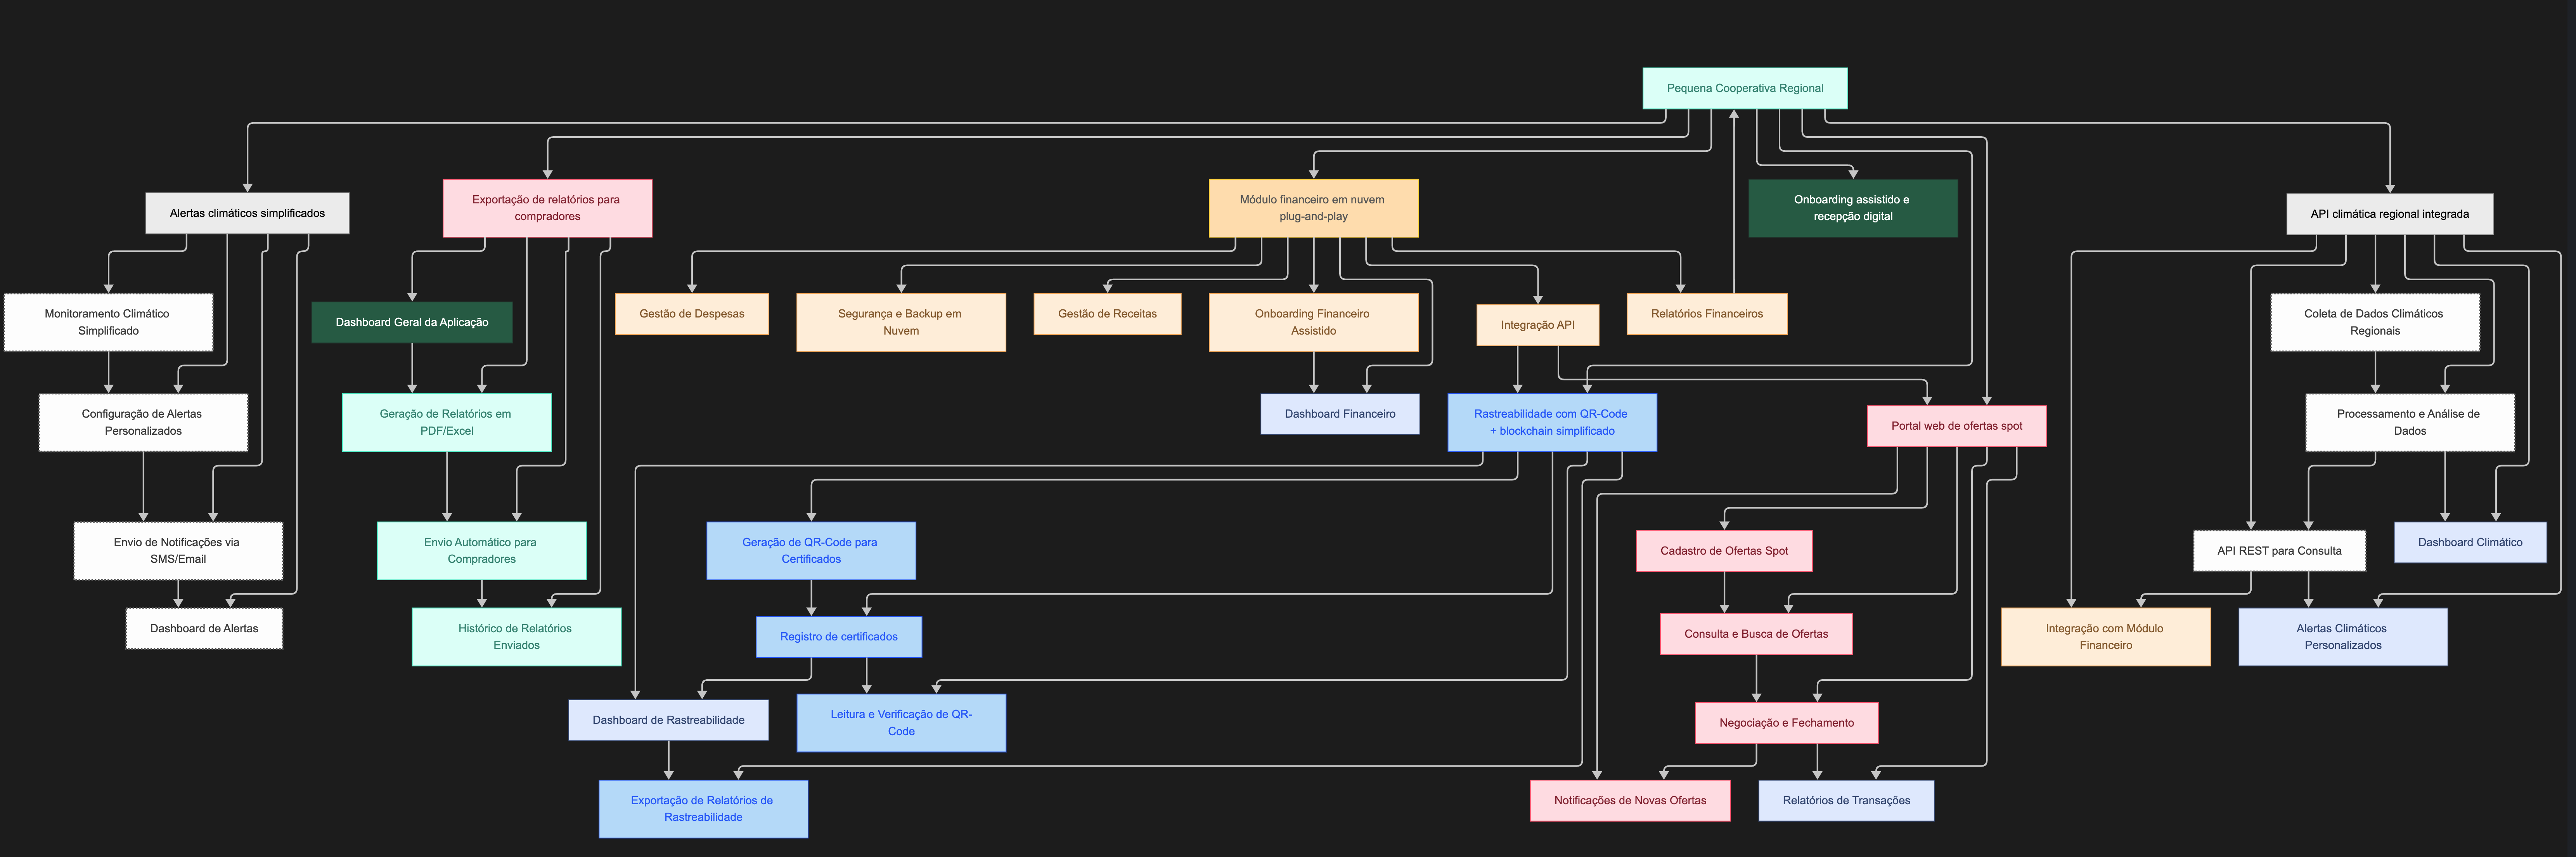 Pequena Cooperativa Regional
Alertas climáticos simplificados
Exportação de relatórios para
compradores
Módulo financeiro em nuvem
plug-and-play
Onboarding assistido e
recepção digital
API climática regional integrada
Monitoramento Climático
Simplificado
Dashboard Geral da Aplicação
Gestão de Despesas
Segurança e Backup em
Nuvem
Gestão de Receitas
Onboarding Financeiro
Assistido
Integração API
Relatórios Financeiros
Coleta de Dados Climáticos
Regionais
Configuração de Alertas
Personalizados
Geração de Relatórios em
PDF/Excel
Dashboard Financeiro
Rastreabilidade com QR-Code
+ blockchain simplificado
Portal web de ofertas spot
Processamento e Análise de
Dados
Envio de Notificações via
SMS/Email
Envio Automático para
Compradores
Geração de QR-Code para
Certificados
Cadastro de Ofertas Spot
API REST para Consulta
Dashboard Climático
Dashboard de Alertas
Histórico de Relatórios
Enviados
Registro de certificados
Consulta e Busca de Ofertas
Integração com Módulo
Financeiro
Alertas Climáticos
Personalizados
Dashboard de Rastreabilidade
Leitura e Verificação de QR-
Code
Negociação e Fechamento
Exportação de Relatórios de
Rastreabilidade
Notificações de Novas Ofertas
Relatórios de Transações